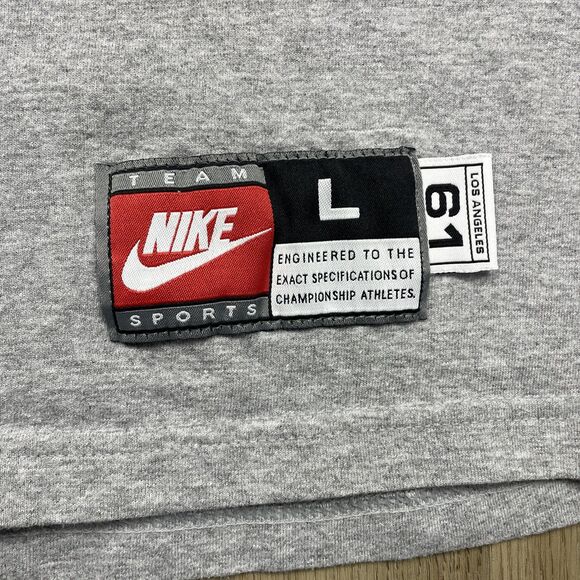 TEAM
NIKE
SPORTS
L
ENGINEERED TO THE
EXACT SPECIFICATIONS OF
CHAMPIONSHIP ATHLETES.
61
LOS ANGELES